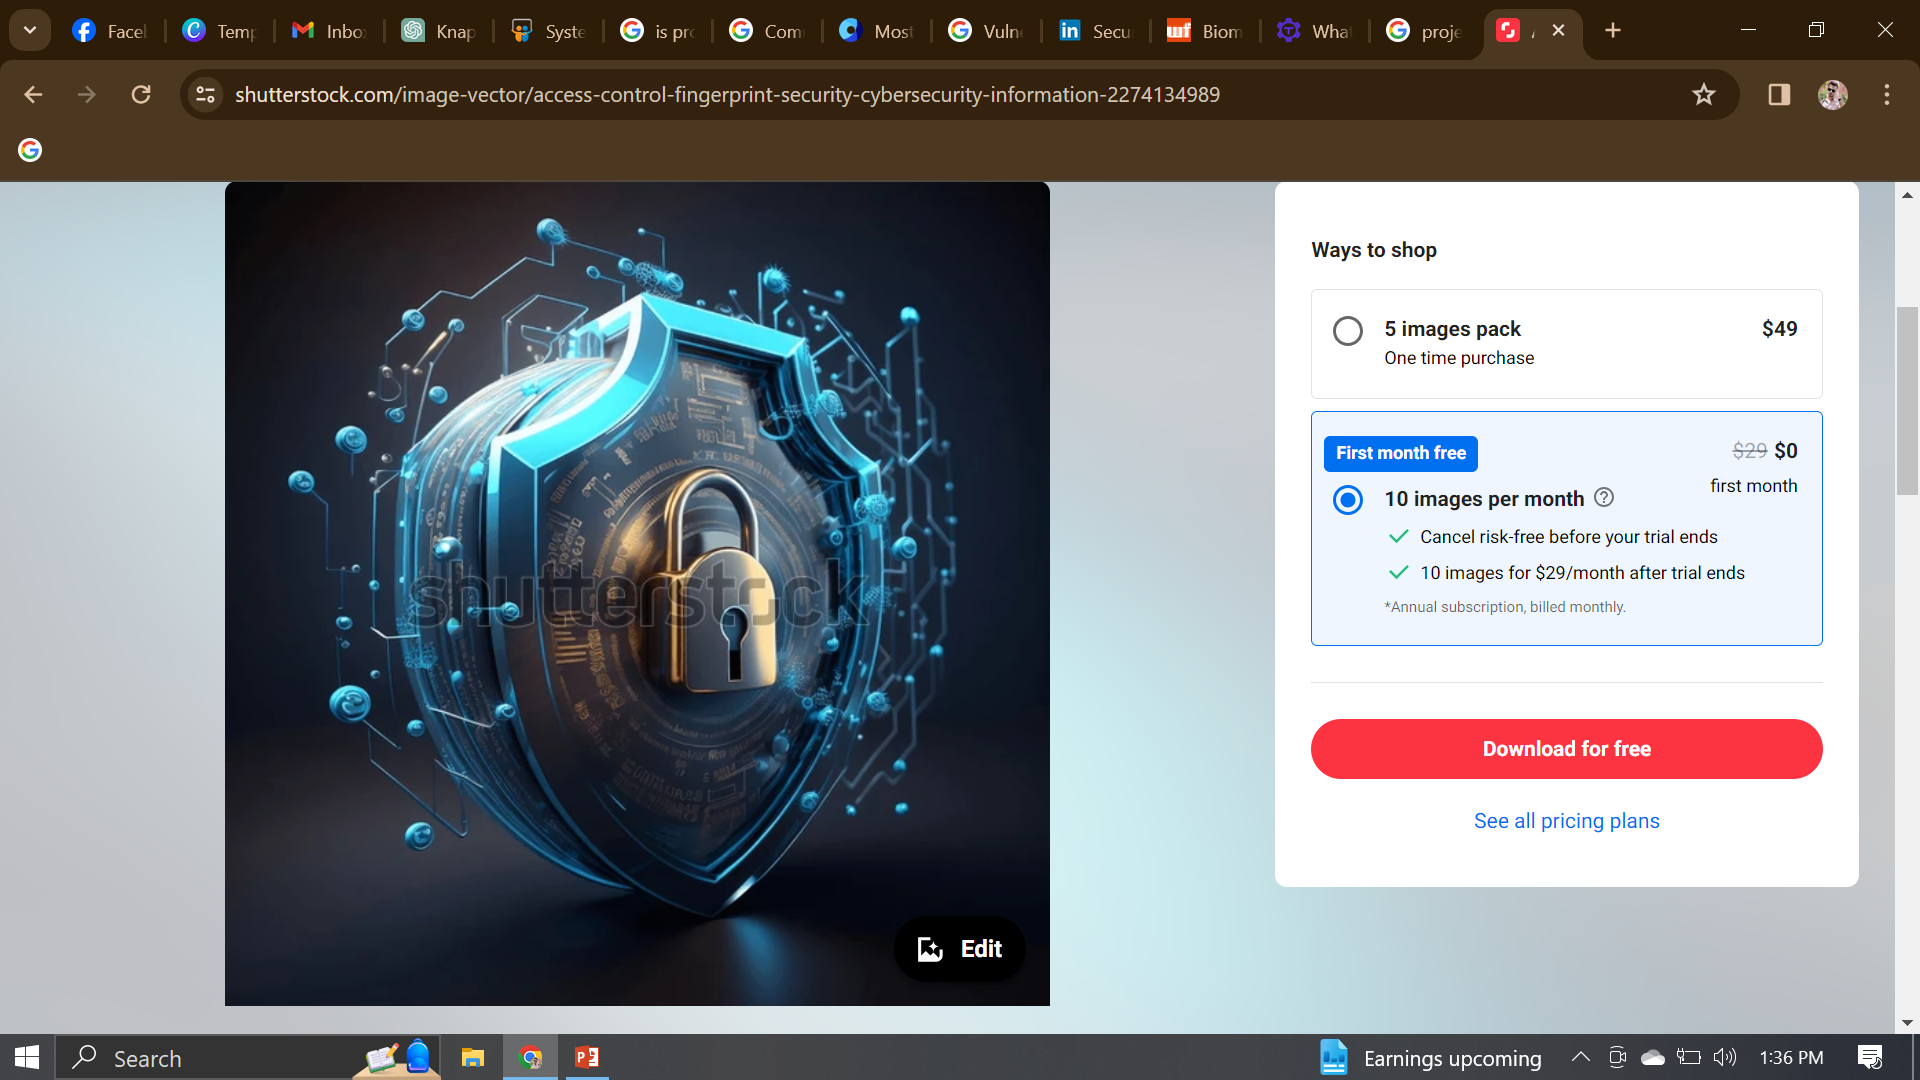 Facel
Temp
Inbo
Knap
Syste
is pro
Com
Most
Vuln
Secu
Biom
What
proje
shutterstock.com/image-vector/access-control-fingerprint-security-cybersecurity-information-2274134989
shutterstock
Edit
Ways to shop
5 images pack
$49
One time purchase
First month free
$29 $0
first month
10 images per month
Cancel risk-free before your trial ends
10 images for $29/month after trial ends
*Annual subscription, billed monthly.
Download for free
See all pricing plans
Search
Earnings upcoming
1:36 PM